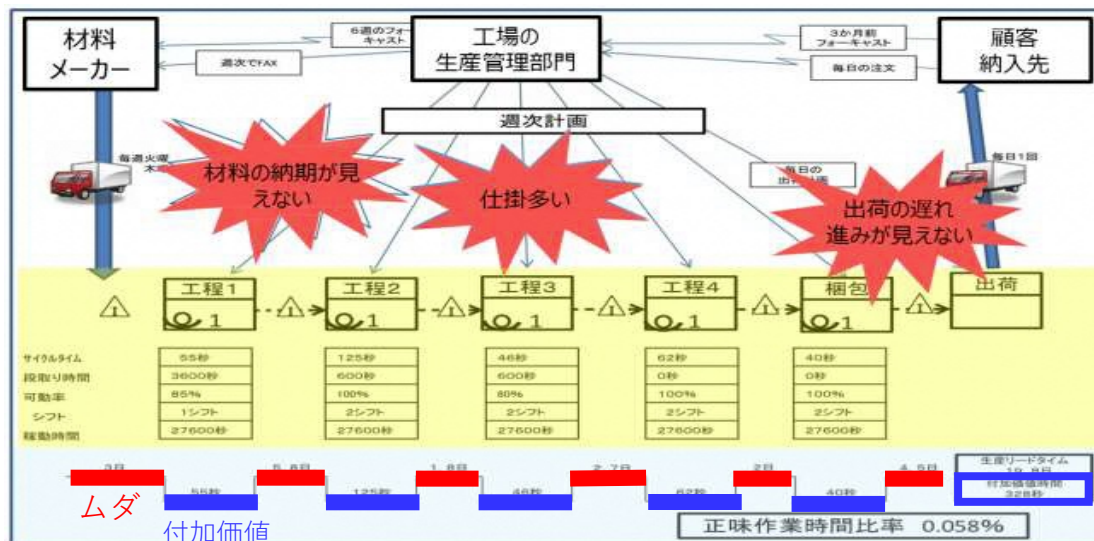 材料
メーカー
6週のフォー
キャスト
週次でFAX
工場の
生産管理部門
3か月前
フォーキャスト
毎日の注文
顧客
納入先
週次計画
毎週火曜
材料の納期が見
えない
仕掛多い
毎日の
毎日1回
出荷の遅れ
進みが見えない
工程1
1
工程2
1
工程3
1
工程4
1
梱包
1
出荷
サイクルタイム
55秒
125秒
46秒
62秒
40秒
段取り時間
3600秒
600秒
600秒
0秒
0秒
可動率
85%
100%
80%
100%
100%
シフト
1シフト
2シフト
2シフト
2シフト
2シフト
稼動時間
27600秒
27600秒
27600秒
27600秒
27600秒
3日
1.8日
2.7日
2日
4.5日
生産リードタイム
ムダ
55秒
125秒
46秒
62秒
40秒
付加価値時間
328秒
付加価値
正味作業時間比率 0.058%